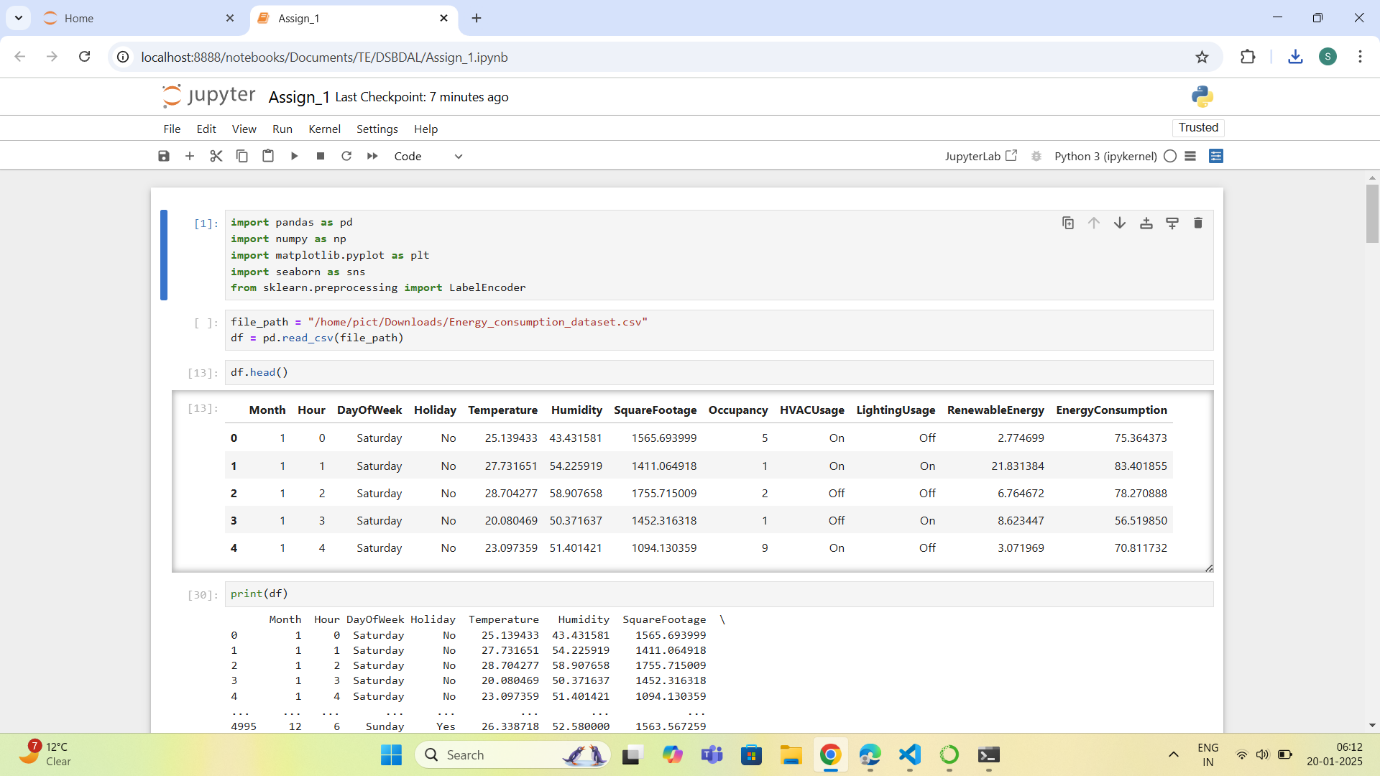 Home
Assign_1
localhost:8888/notebooks/Documents/TE/DSBDAL/Assign_1.ipynb
S
jupyter Assign_1 Last Checkpoint: 7 minutes ago
File Edit View Run Kernel Settings Help
Trusted
Code
JupyterLab
Python 3 (ipykernel)
[1]: import pandas as pd
import numpy as np
import matplotlib.pyplot as plt
import seaborn as sns
from sklearn.preprocessing import LabelEncoder
[ ]: file_path = "/home/pict/Downloads/Energy_consumption_dataset.csv"
df = pd.read_csv(file_path)
[13]: df.head()
[13]: Month Hour DayOfWeek Holiday Temperature Humidity SquareFootage Occupancy HVACUsage LightingUsage RenewableEnergy EnergyConsumption
0 1 0 Saturday No 25.139433 43.431581 1565.693999 5 On Off 2.774699 75.364373
1 1 1 Saturday No 27.731651 54.225919 1411.064918 1 On On 21.831384 83.401855
2 1 2 Saturday No 28.704277 58.907658 1755.715009 2 Off Off 6.764672 78.270888
3 1 3 Saturday No 20.080469 50.371637 1452.316318 1 Off On 8.623447 56.519850
4 1 4 Saturday No 23.097359 51.401421 1094.130359 9 On Off 3.071969 70.811732
[30]: print(df)
Month Hour DayOfWeek Holiday Temperature Humidity SquareFootage \
0 1 0 Saturday No 25.139433 43.431581 1565.693999
1 1 1 Saturday No 27.731651 54.225919 1411.064918
2 1 2 Saturday No 28.704277 58.907658 1755.715009
3 1 3 Saturday No 20.080469 50.371637 1452.316318
4 1 4 Saturday No 23.097359 51.401421 1094.130359
... ... ... ... ... ... ... ...
4995 12 6 Sunday Yes 26.338718 52.580000 1563.567259
7
12°C
Clear
Search
ENG
IN
06:12
20-01-2025